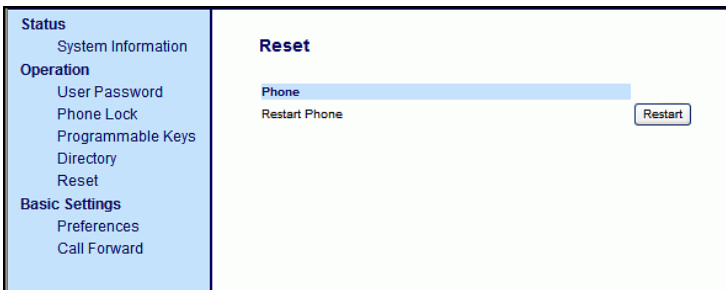 Status
System Information
Operation
User Password
Phone Lock
Programmable Keys
Directory
Reset
Basic Settings
Preferences
Call Forward
Reset
Phone
Restart Phone Restart